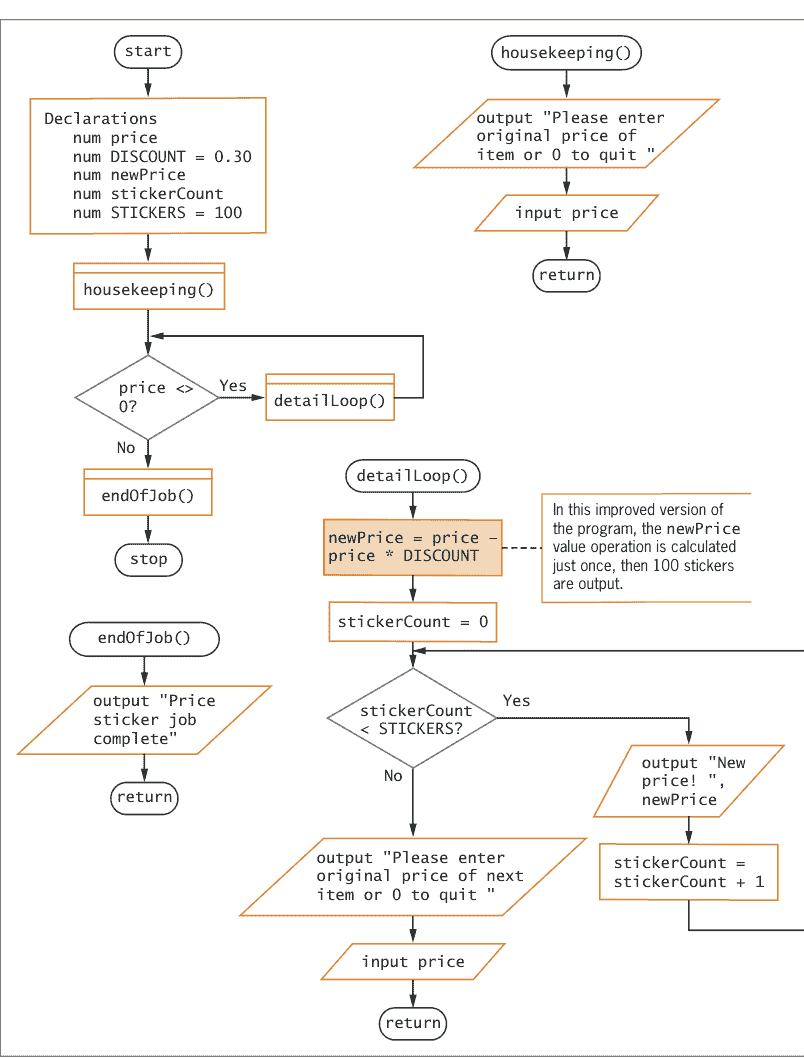 start
Declarations
num price
num DISCOUNT = 0.30
num newPrice
num stickerCount
num STICKERS = 100
housekeeping()
price <>
0?
Yes
detailLoop()
No
endOfJob()
stop
housekeeping()
output "Please enter
original price of
item or 0 to quit "
input price
return
endOfJob()
output "Price
sticker job
complete"
return
detailLoop()
newPrice = price –
price * DISCOUNT
In this improved version of
the program, the newPrice
value operation is calculated
just once, then 100 stickers
are output.
stickerCount = 0
stickerCount
< STICKERS?
Yes
output "New
price! ",
newPrice
stickerCount =
stickerCount + 1
No
output "Please enter
original price of next
item or 0 to quit "
input price
return